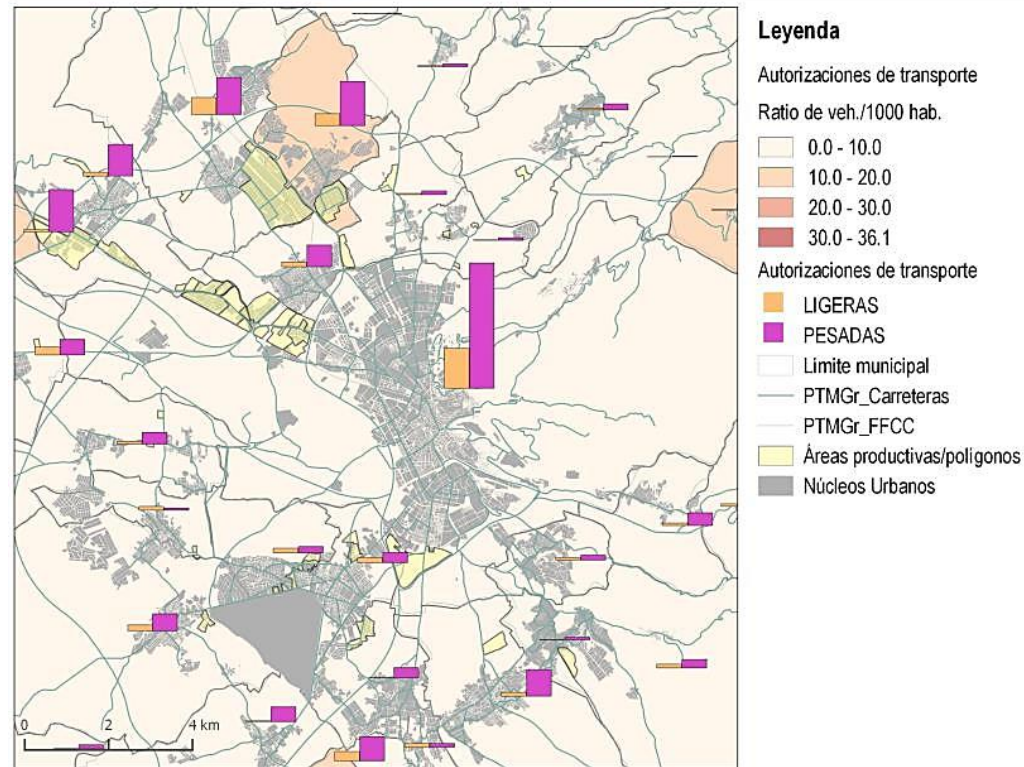 Leyenda
Autorizaciones de transporte
Ratio de veh./1000 hab.
0.0 - 10.0
10.0 - 20.0
20.0 - 30.0
30.0 - 36.1
Autorizaciones de transporte
LIGERAS
PESADAS
Limite municipal
PTMGr_Carreteras
PTMGr_FFCC
Áreas productivas/polígonos
Núcleos Urbanos
0 2 4 km